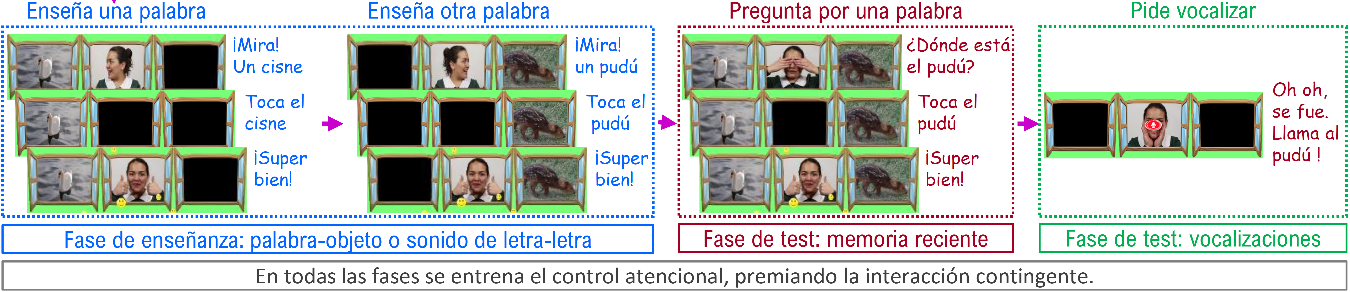 Enseña una palabra
¡Mira!
Un cisne
Toca el
cisne
¡Super
bien!
Enseña otra palabra
¡Mira!
un pudú
Toca el
pudú
¡Super
bien!
Pregunta por una palabra
¿Dónde está
el pudú?
Toca el
pudú
¡Super
bien!
Pide vocalizar
Oh oh,
se fue.
Llama al
pudú !
Fase de enseñanza: palabra-objeto o sonido de letra-letra
Fase de test: memoria reciente
Fase de test: vocalizaciones
En todas las fases se entrena el control atencional, premiando la interacción contingente.